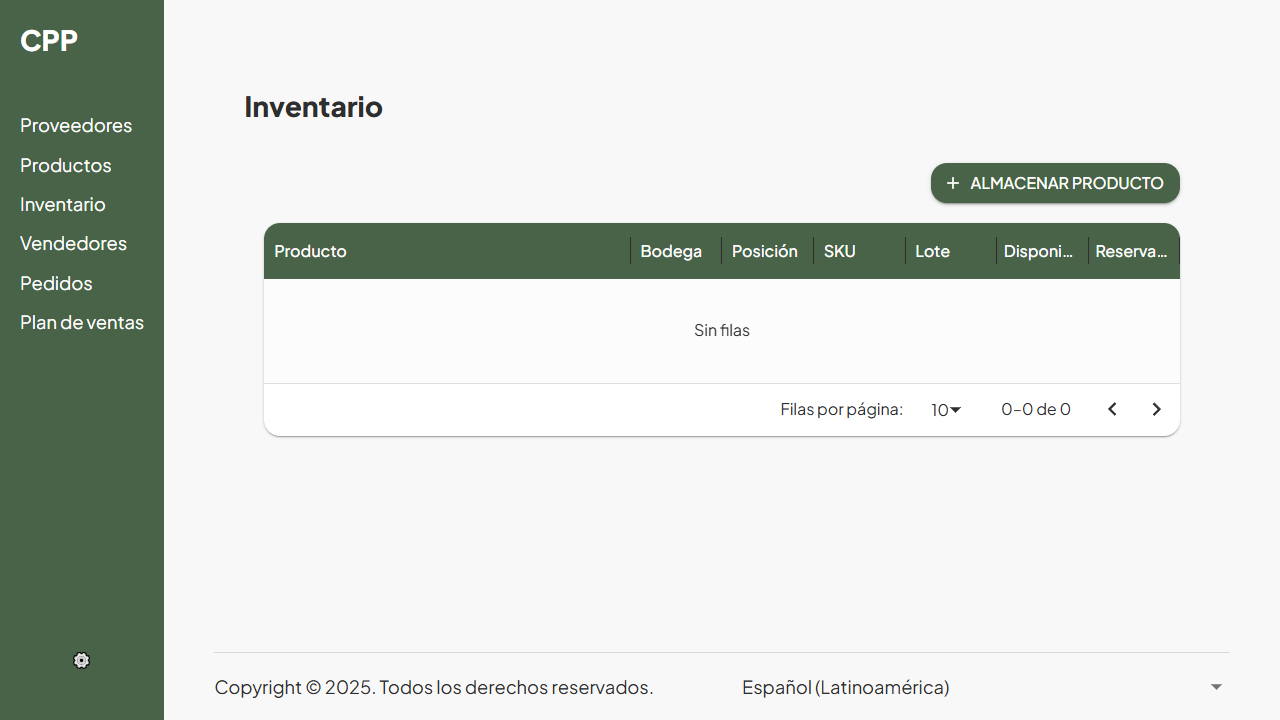 CPP
Proveedores
Productos
Inventario
Vendedores
Pedidos
Plan de ventas
Inventario
+ ALMACENAR PRODUCTO
Producto Bodega Posición SKU Lote Disponi... Reserva...
Sin filas
Filas por página: 10 0–0 de 0
Copyright © 2025. Todos los derechos reservados. Español (Latinoamérica)